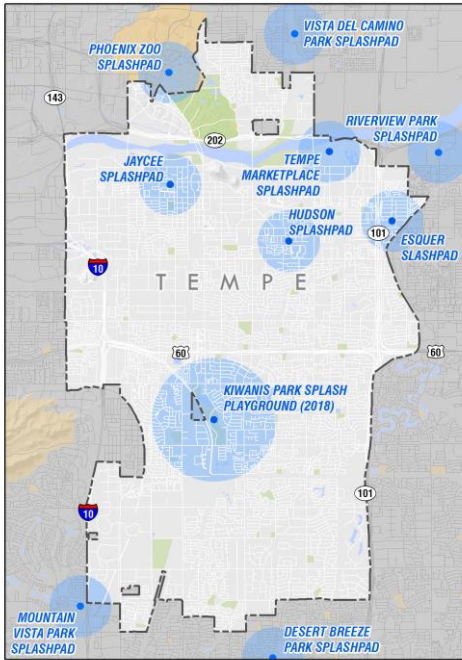 VISTA DEL CAMINO
PARK SPLASHPAD
PHOENIX ZOO
SPLASHPAD
143
RIVERVIEW PARK
SPLASHPAD
202
JAYCEE
SPLASHPAD
TEMPE
MARKETPLACE
SPLASHPAD
HUDSON
SPLASHPAD
101
ESQUER
SLASHPAD
10
TEMPE
60
60
KIWANIS PARK SPLASH
PLAYGROUND (2018)
101
10
MOUNTAIN
VISTA PARK
SPLASHPAD
DESERT BREEZE
PARK SPLASHPAD